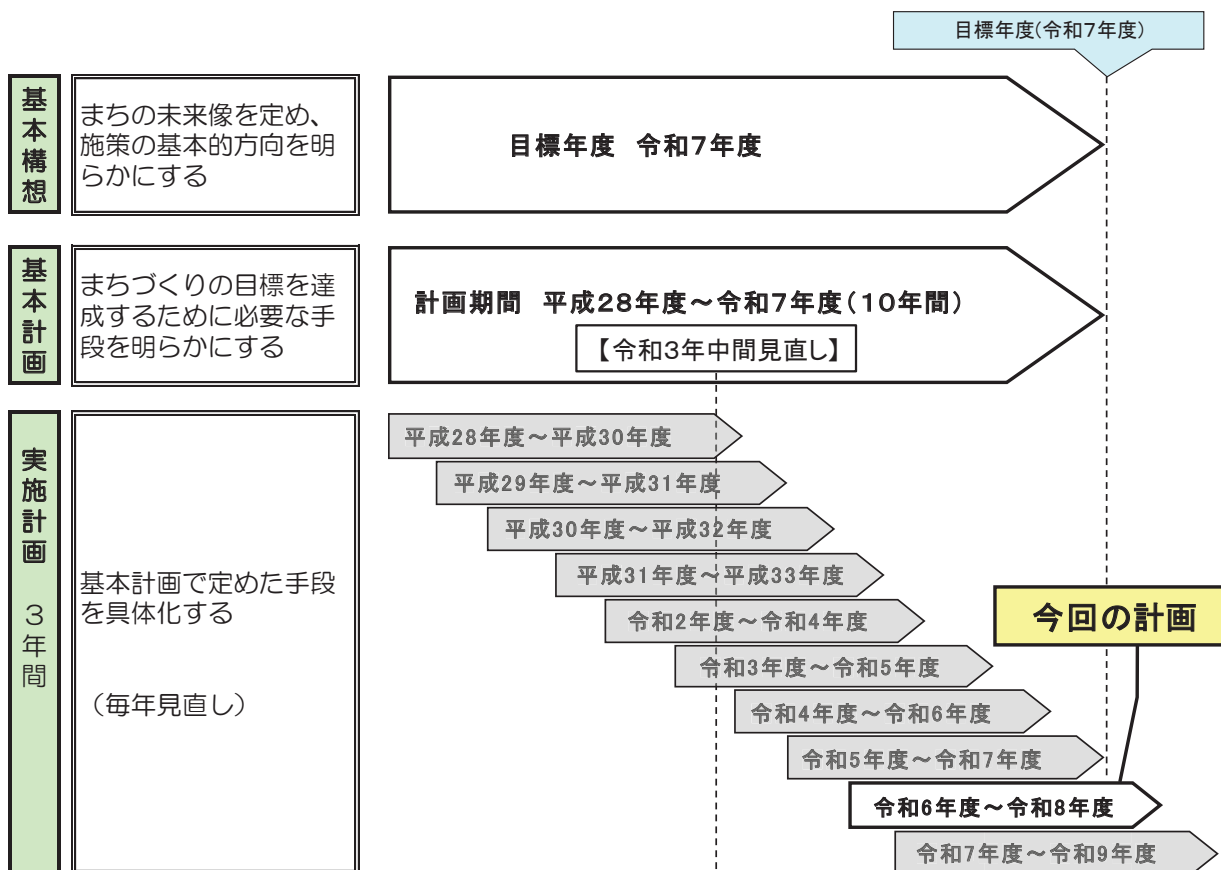 目標年度(令和7年度)
基本構想
まちの未来像を定め、
施策の基本的方向を明
らかにする
目標年度 令和7年度
基本計画
まちづくりの目標を達
成するために必要な手
段を明らかにする
計画期間 平成28年度～令和7年度(10年間)
【令和3年中間見直し】
実施計画 3年間
基本計画で定めた手段
を具体化する
(毎年見直し)
平成28年度～平成30年度
平成29年度～平成31年度
平成30年度～平成32年度
平成31年度～平成33年度
令和2年度～令和4年度
令和3年度～令和5年度
令和4年度～令和6年度
令和5年度～令和7年度
今回の計画
令和6年度～令和8年度
令和7年度～令和9年度